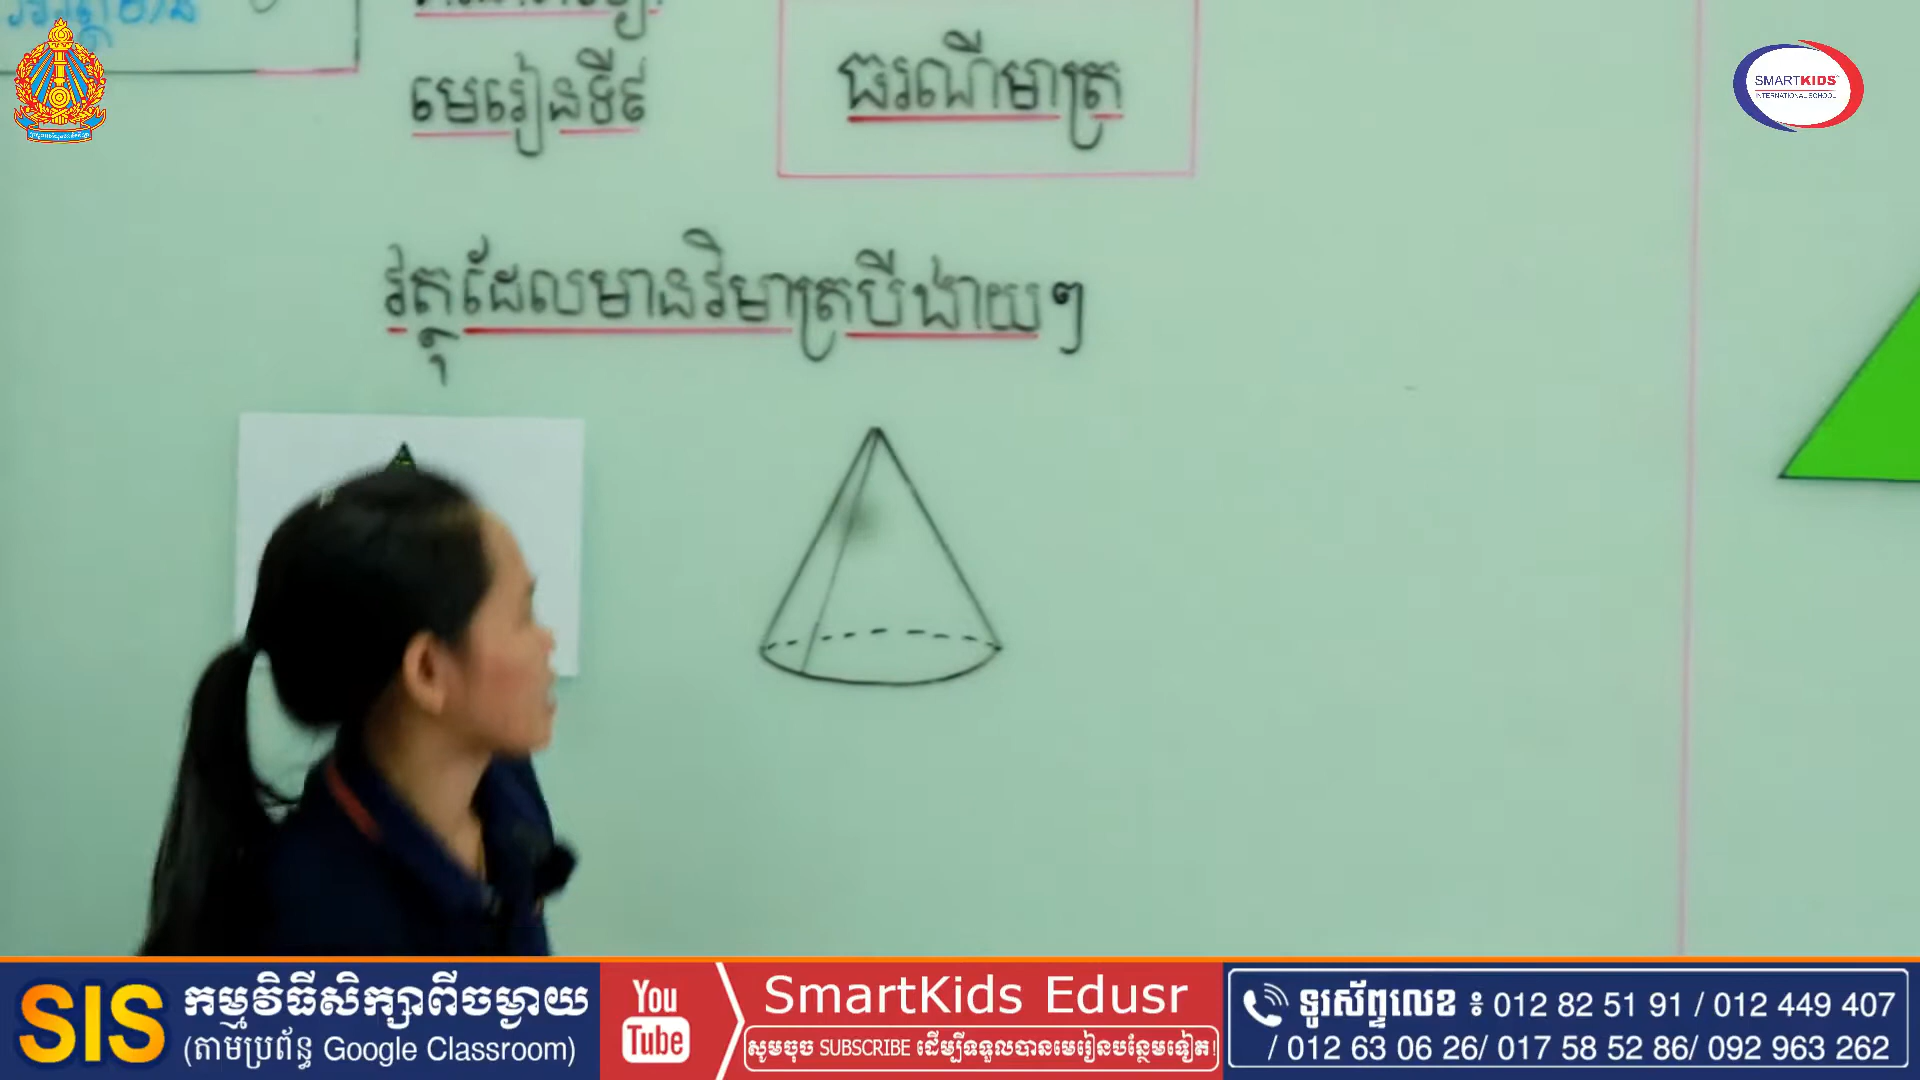 មេរៀនទី៩
ធរណីមាត្រ
វត្ថុដែលមានវិមាត្របីងាយៗ
SMARTKIDS
INTERNATIONAL SCHOOL
SIS
កម្មវិធីសិក្សាពីចម្ងាយ
(តាមប្រព័ន្ធ Google Classroom)
You
Tube
SmartKids Edusr
សូមចុច SUBSCRIBE ដើម្បីទទួលបានមេរៀនបន្ថែមទៀត!
ទូរស័ព្ទលេខ ៖ 012 82 51 91 / 012 449 407
/ 012 63 06 26/ 017 58 52 86/ 092 963 262